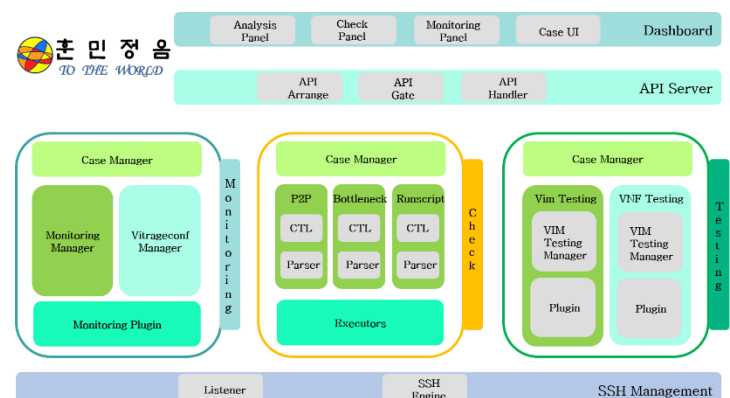 훈 민 정 음
TO THE WORLD
Analysis
Panel
Check
Panel
Monitoring
Panel
Case UI
Dashboard
API
Arrange
API
Gate
API
Handler
API Server
Case Manager
Monitoring
Manager
Vitrageconf
Manager
Monitoring Plugin
Monitoring
Case Manager
P2P
CTL
Parser
Bottleneck
CTL
Parser
Runscript
CTL
Parser
Executors
Check
Case Manager
Vim Testing
VIM
Testing
Manager
Plugin
VNF Testing
VIM
Testing
Manager
Plugin
Testing
Listener
SSH
Engine
SSH Management